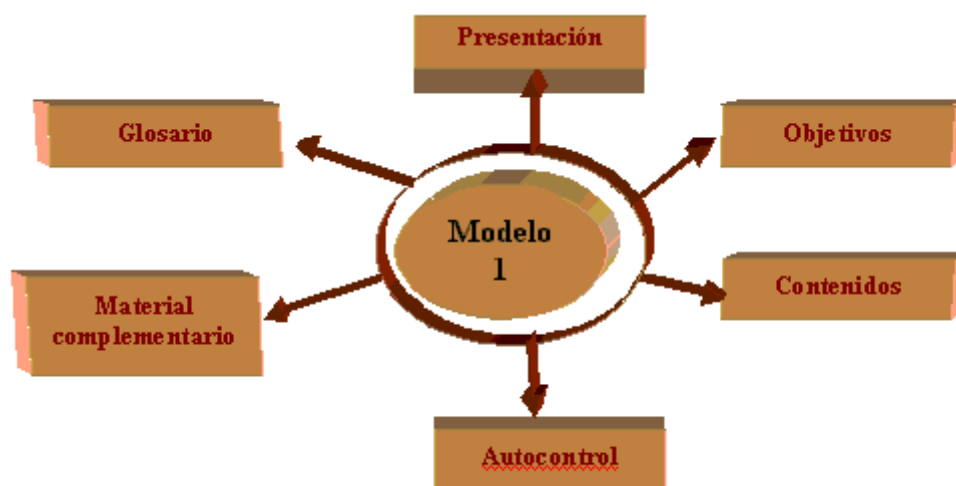 Presentación
Glosario
Objetivos
Modelo
1
Material
complementario
Contenidos
Autocontrol